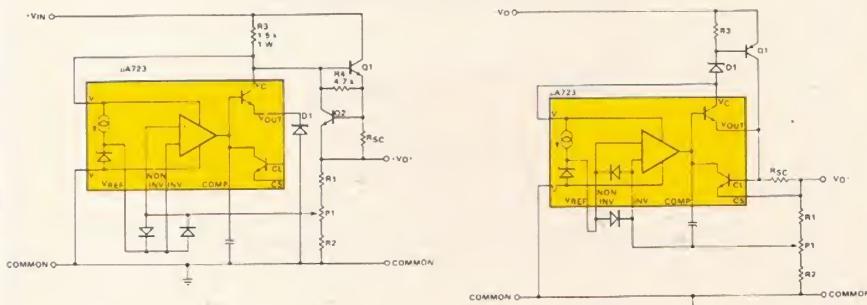 +VIN
R3
1.5 k
1 W
Q1
μA723
R4
4.7 k
VC
Q2
V
VOUT
D1
RSC
+VO
CL
R1
NON
VREF INV INV COMP CS
P1
R2
COMMON
COMMON
VO
R3
Q1
D1
μA723
VC
V
VOUT
CL
RSC
VO
NON
VREF INV INV COMP CS
R1
P1
R2
COMMON
COMMON